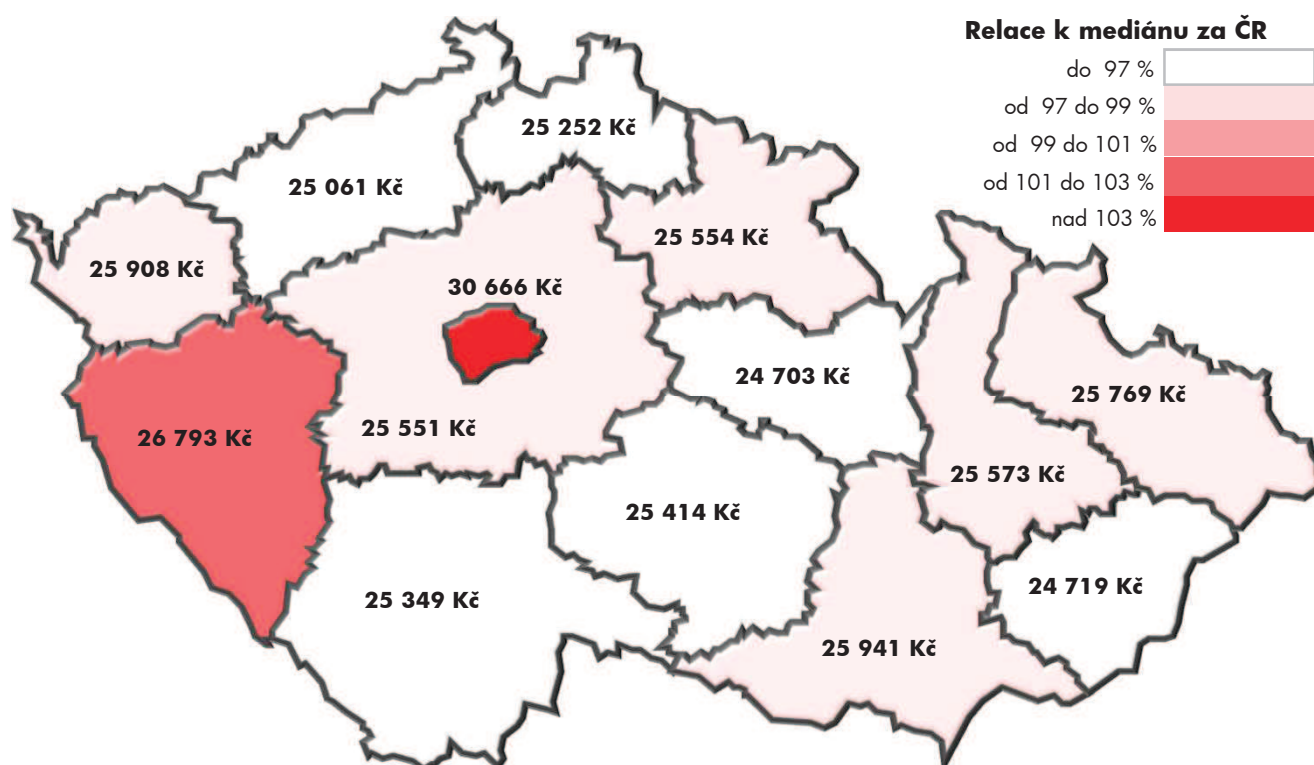 Relace k mediánu za ČR
do 97 %
od 97 do 99 %
od 99 do 101 %
od 101 do 103 %
nad 103 %
25 252 Kč
25 061 Kč
25 554 Kč
25 908 Kč
30 666 Kč
24 703 Kč
25 769 Kč
26 793 Kč
25 551 Kč
25 573 Kč
25 414 Kč
24 719 Kč
25 349 Kč
25 941 Kč